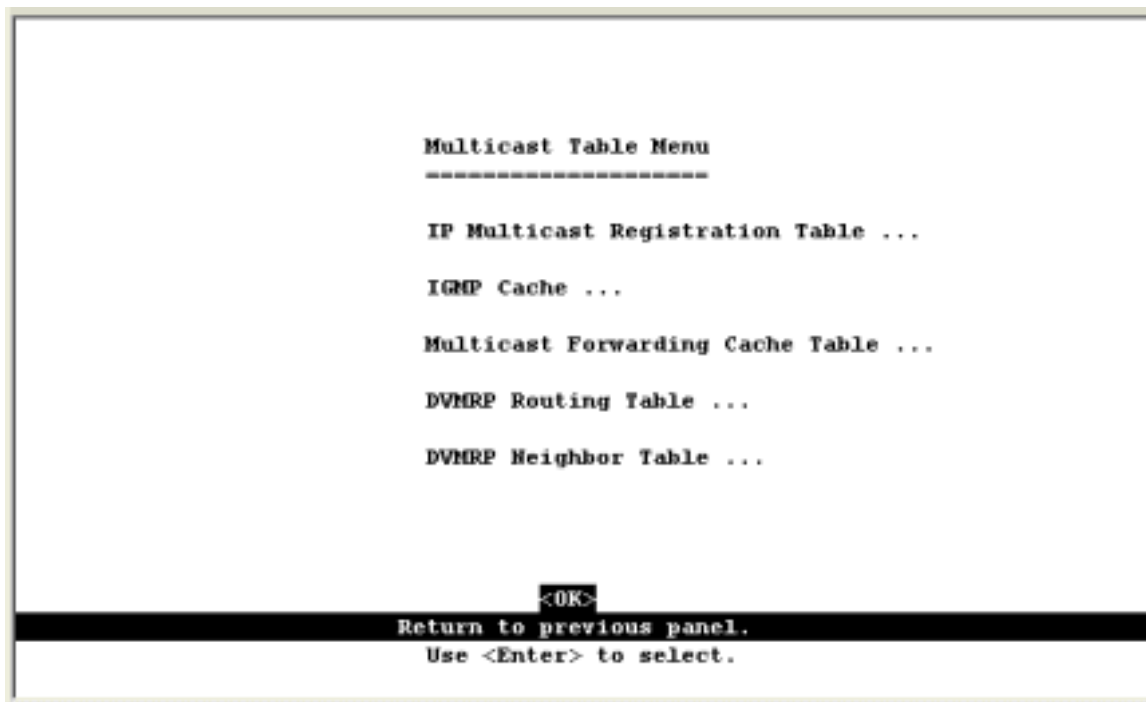 Multicast Table Menu
====================
IP Multicast Registration Table ...
IGMP Cache ...
Multicast Forwarding Cache Table ...
DVMRP Routing Table ...
DVMRP Neighbor Table ...
<OK>
Return to previous panel.
Use <Enter> to select.